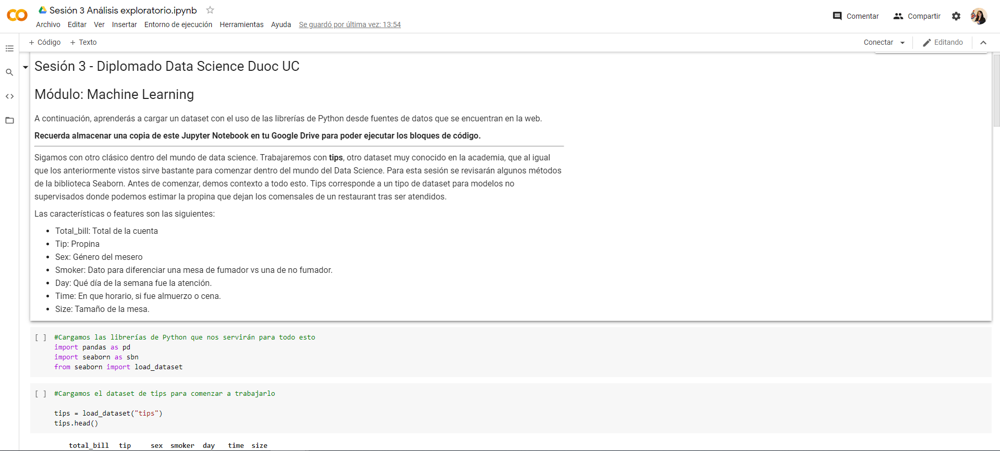 Sesión 3 Análisis exploratorio.ipynb
Archivo Editar Ver Insertar Entorno de ejecución Herramientas Ayuda Se guardó por última vez: 13:54
Comentar Compartir
+ Código + Texto
Conectar Editando
Sesión 3 - Diplomado Data Science Duoc UC
Módulo: Machine Learning
A continuación, aprenderás a cargar un dataset con el uso de las librerías de Python desde fuentes de datos que se encuentran en la web.
Recuerda almacenar una copia de este Jupyter Notebook en tu Google Drive para poder ejecutar los bloques de código.
Sigamos con otro clásico dentro del mundo de data science. Trabajaremos con tips, otro dataset muy conocido en la academia, que al igual
que los anteriormente vistos sirve bastante para comenzar dentro del mundo del Data Science. Para esta sesión se revisarán algunos métodos
de la biblioteca Seaborn. Antes de comenzar, demos contexto a todo esto. Tips corresponde a un tipo de dataset para modelos no
supervisados donde podemos estimar la propina que dejan los comensales de un restaurant tras ser atendidos.
Las características o features son las siguientes:
• Total_bill: Total de la cuenta
• Tip: Propina
• Sex: Género del mesero
• Smoker: Dato para diferenciar una mesa de fumador vs una de no fumador.
• Day: Qué día de la semana fue la atención.
• Time: En que horario, si fue almuerzo o cena.
• Size: Tamaño de la mesa.
[ ] #Cargamos las librerías de Python que nos servirán para todo esto
import pandas as pd
import seaborn as sbn
from seaborn import load_dataset
[ ] #Cargamos el dataset de tips para comenzar a trabajarlo
tips = load_dataset("tips")
tips.head()
total_bill tip sex smoker day time size